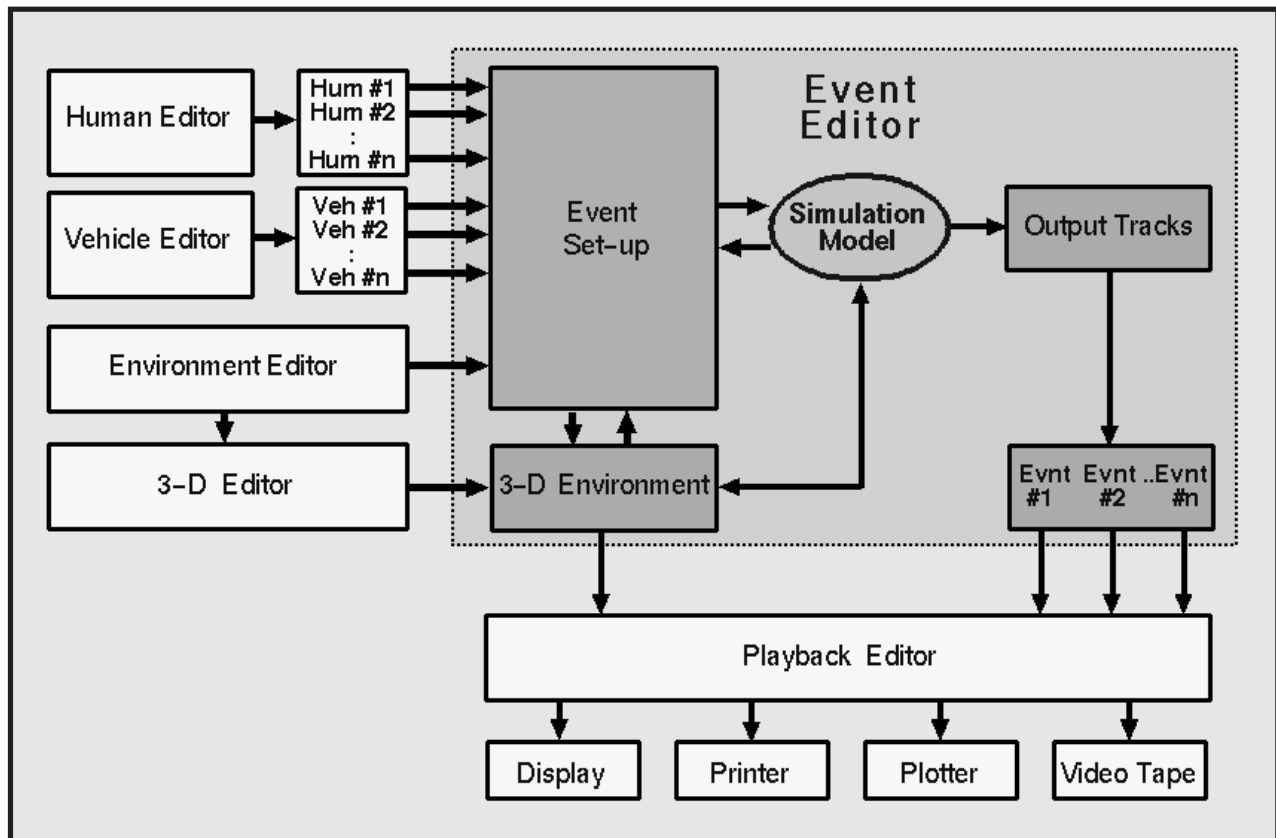 Human Editor
Hum #1
Hum #2
:
Hum #n
Vehicle Editor
Veh #1
Veh #2
:
Veh #n
Environment Editor
3-D Editor
Event
Editor
Event
Set-up
Simulation
Model
Output Tracks
3-D Environment
Evnt Evnt ..Evnt
#1 #2 #n
Playback Editor
Display
Printer
Plotter
Video Tape